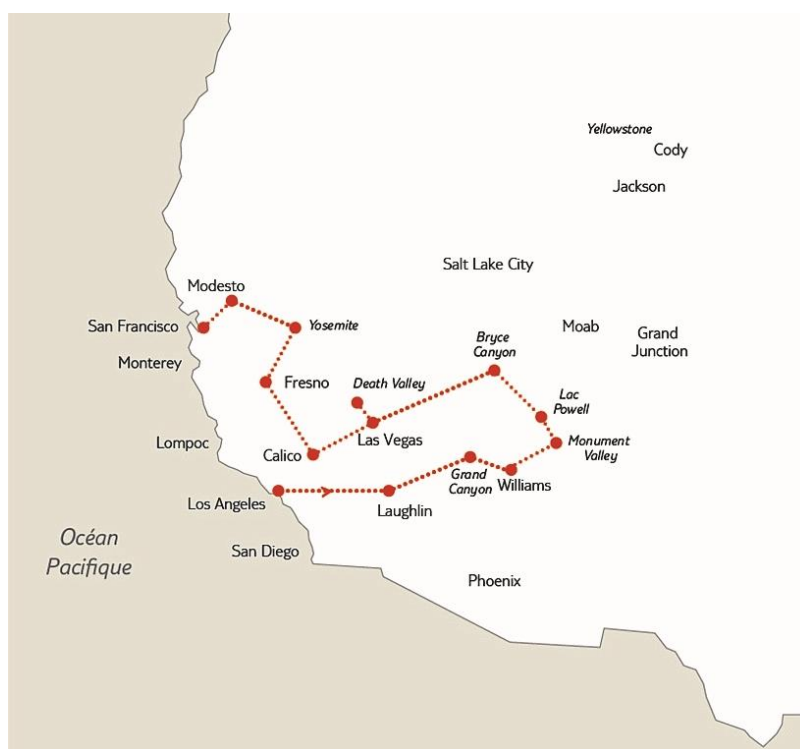 Yellowstone
Cody
Jackson
Salt Lake City
Modesto
San Francisco
Yosemite
Moab
Grand
Junction
Bryce
Canyon
Monterey
Fresno
Death Valley
Lac
Powell
Las Vegas
Monument
Valley
Lompoc
Calico
Grand
Canyon
Williams
Los Angeles
Laughlin
Océan
Pacifique
San Diego
Phoenix